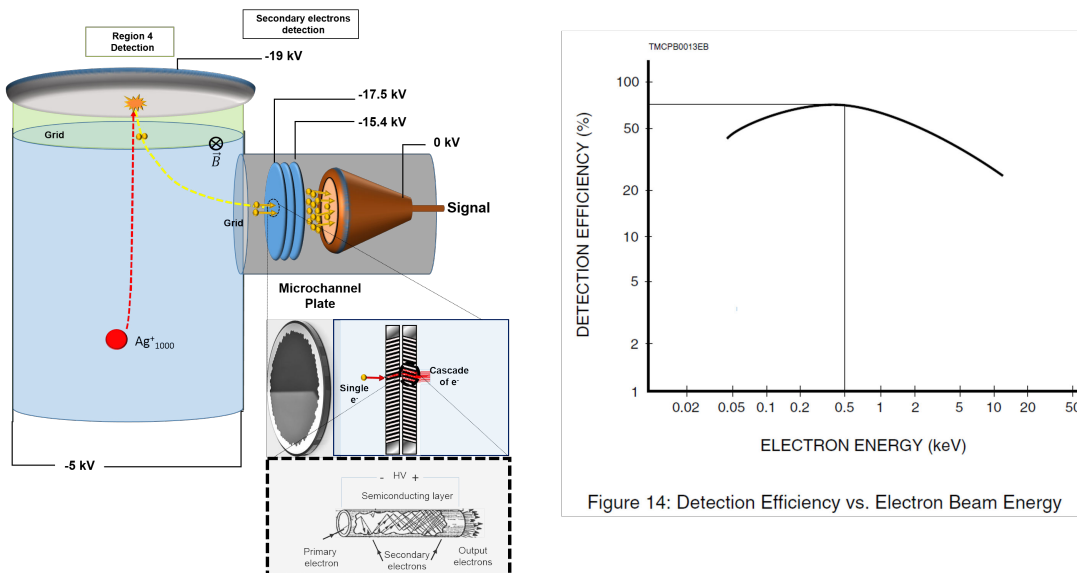 Region 4
Detection
Secondary electrons
detection
-19 kV
-17.5 kV
-15.4 kV
0 kV
Grid
B
Grid
Signal
Ag+1000
-5 kV
Microchannel
Plate
Single
e-
Cascade
of e-
- HV +
Semiconducting layer
Primary
electron
Secondary
electrons
Output
electrons
TMCPB0013EB
DETECTION EFFICIENCY (%)
100
50
20
10
5
2
1
0.02 0.05 0.1 0.2 0.5 1 2 5 10 20 50
ELECTRON ENERGY (keV)
Figure 14: Detection Efficiency vs. Electron Beam Energy